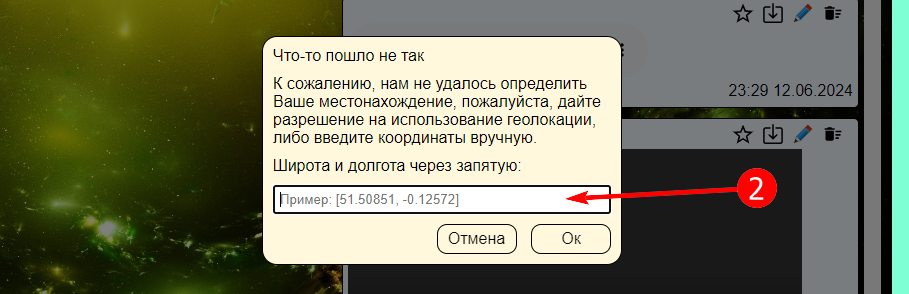 Что-то пошло не так
К сожалению, нам не удалось определить
Ваше местонахождение, пожалуйста, дайте
разрешение на использование геолокации,
либо введите координаты вручную.
23:29 12.06.2024
Широта и долгота через запятую:
Пример: [51.50851, -0.12572]
2
Отмена
Ок